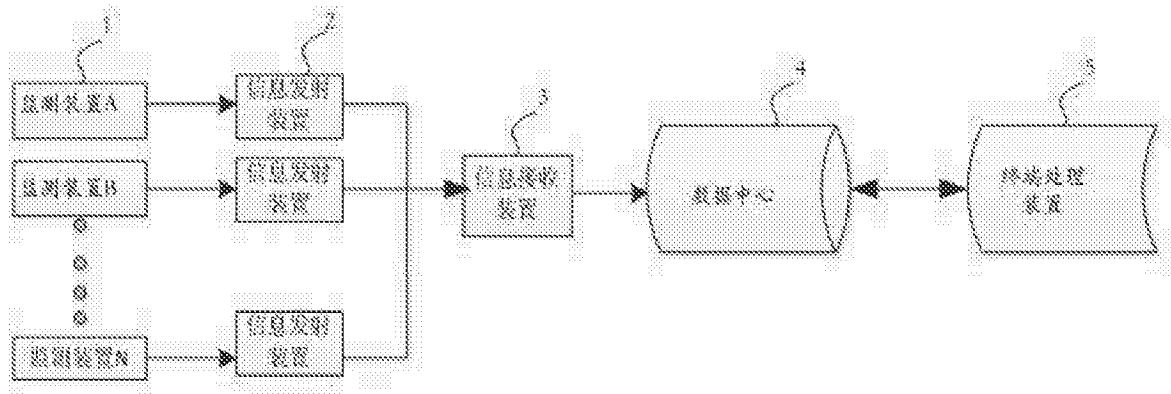 1
2
3
4
5
监测装置A
信息发射
装置
监测装置B
信息发射
装置
信息接收
装置
数据中心
终端处理
装置
监测装置N
信息发射
装置